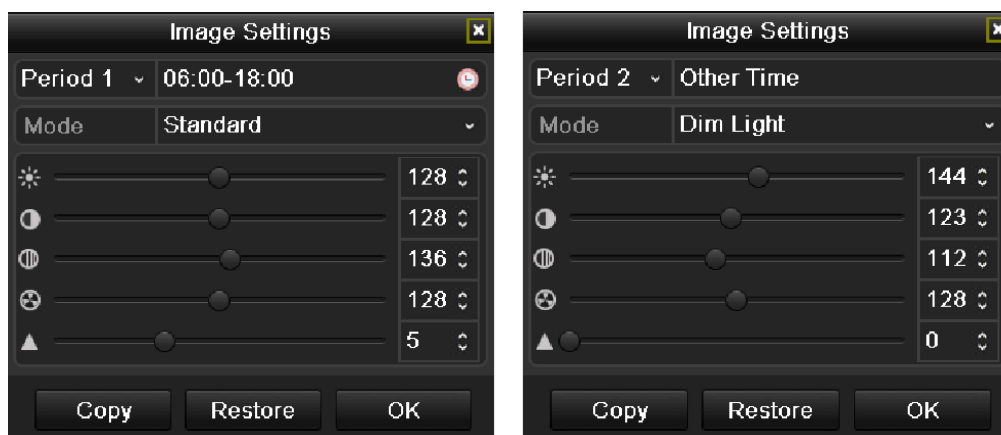 Image Settings
Period 1 06:00-18:00
Mode Standard
128
128
136
128
5
Copy Restore OK
Image Settings
Period 2 Other Time
Mode Dim Light
144
123
112
128
0
Copy Restore OK